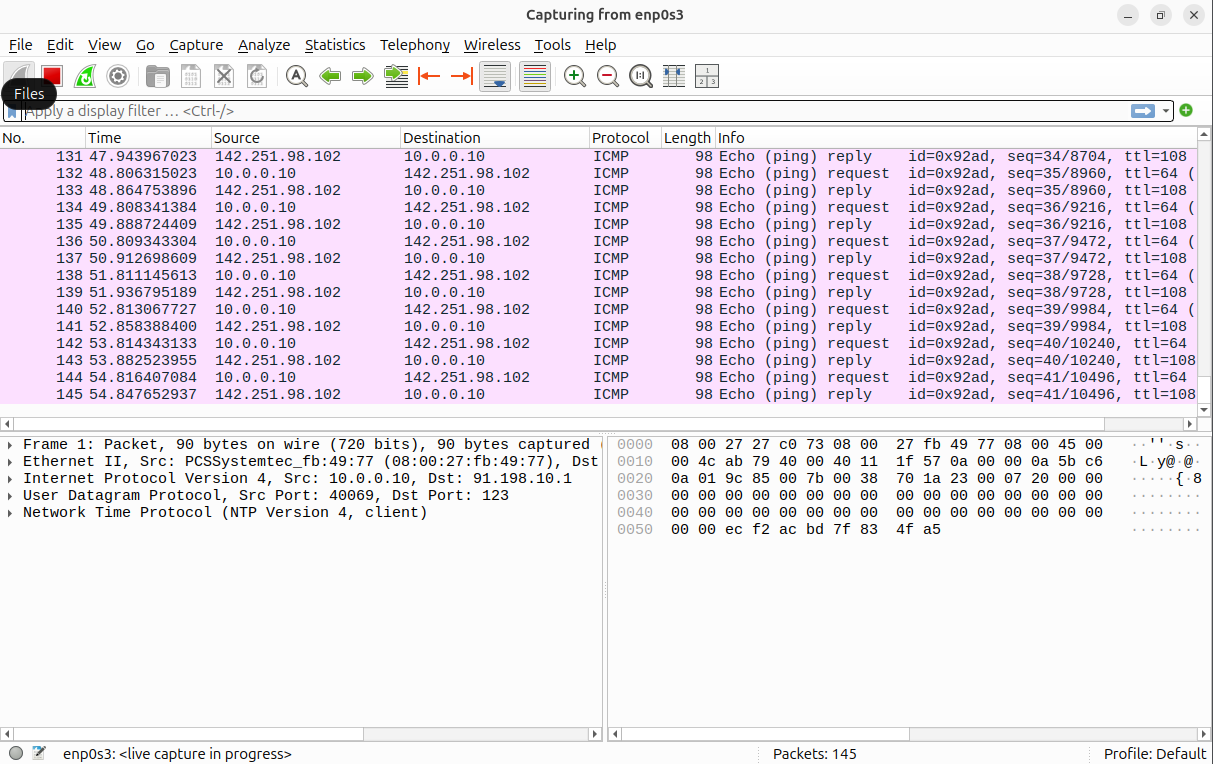 Capturing from enp0s3
File Edit View Go Capture Analyze Statistics Telephony Wireless Tools Help
Files
Apply a display filter … <Ctrl-/>
No. Time Source Destination Protocol Length Info
131 47.943967023 142.251.98.102 10.0.0.10 ICMP 98 Echo (ping) reply id=0x92ad, seq=34/8704, ttl=108
132 48.806315023 10.0.0.10 142.251.98.102 ICMP 98 Echo (ping) request id=0x92ad, seq=35/8960, ttl=64 (
133 48.864753896 142.251.98.102 10.0.0.10 ICMP 98 Echo (ping) reply id=0x92ad, seq=35/8960, ttl=108
134 49.808341384 10.0.0.10 142.251.98.102 ICMP 98 Echo (ping) request id=0x92ad, seq=36/9216, ttl=64 (
135 49.888724409 142.251.98.102 10.0.0.10 ICMP 98 Echo (ping) reply id=0x92ad, seq=36/9216, ttl=108
136 50.809343304 10.0.0.10 142.251.98.102 ICMP 98 Echo (ping) request id=0x92ad, seq=37/9472, ttl=64 (
137 50.912698609 142.251.98.102 10.0.0.10 ICMP 98 Echo (ping) reply id=0x92ad, seq=37/9472, ttl=108
138 51.811145613 10.0.0.10 142.251.98.102 ICMP 98 Echo (ping) request id=0x92ad, seq=38/9728, ttl=64 (
139 51.936795189 142.251.98.102 10.0.0.10 ICMP 98 Echo (ping) reply id=0x92ad, seq=38/9728, ttl=108
140 52.813067727 10.0.0.10 142.251.98.102 ICMP 98 Echo (ping) request id=0x92ad, seq=39/9984, ttl=64 (
141 52.858388400 142.251.98.102 10.0.0.10 ICMP 98 Echo (ping) reply id=0x92ad, seq=39/9984, ttl=108
142 53.814343133 10.0.0.10 142.251.98.102 ICMP 98 Echo (ping) request id=0x92ad, seq=40/10240, ttl=64
143 53.882523955 142.251.98.102 10.0.0.10 ICMP 98 Echo (ping) reply id=0x92ad, seq=40/10240, ttl=108
144 54.816407084 10.0.0.10 142.251.98.102 ICMP 98 Echo (ping) request id=0x92ad, seq=41/10496, ttl=64
145 54.847652937 142.251.98.102 10.0.0.10 ICMP 98 Echo (ping) reply id=0x92ad, seq=41/10496, ttl=108
Frame 1: Packet, 90 bytes on wire (720 bits), 90 bytes captured
Ethernet II, Src: PCSSystemtec_fb:49:77 (08:00:27:fb:49:77), Dst
Internet Protocol Version 4, Src: 10.0.0.10, Dst: 91.198.10.1
User Datagram Protocol, Src Port: 40069, Dst Port: 123
Network Time Protocol (NTP Version 4, client)
0000 08 00 27 27 c0 73 08 00 27 fb 49 77 08 00 45 00 ··''·s··
0010 00 4c ab 79 40 00 40 11 1f 57 0a 00 00 0a 5b c6 ·L·y@·@·
0020 0a 01 9c 85 00 7b 00 38 70 1a 23 00 07 20 00 00 ·····{·8
0030 00 00 00 00 00 00 00 00 00 00 00 00 00 00 00 00 ········
0040 00 00 00 00 00 00 00 00 00 00 00 00 00 00 00 00 ········
0050 00 00 ec f2 ac bd 7f 83 4f a5 ········
enp0s3: <live capture in progress>
Packets: 145
Profile: Default